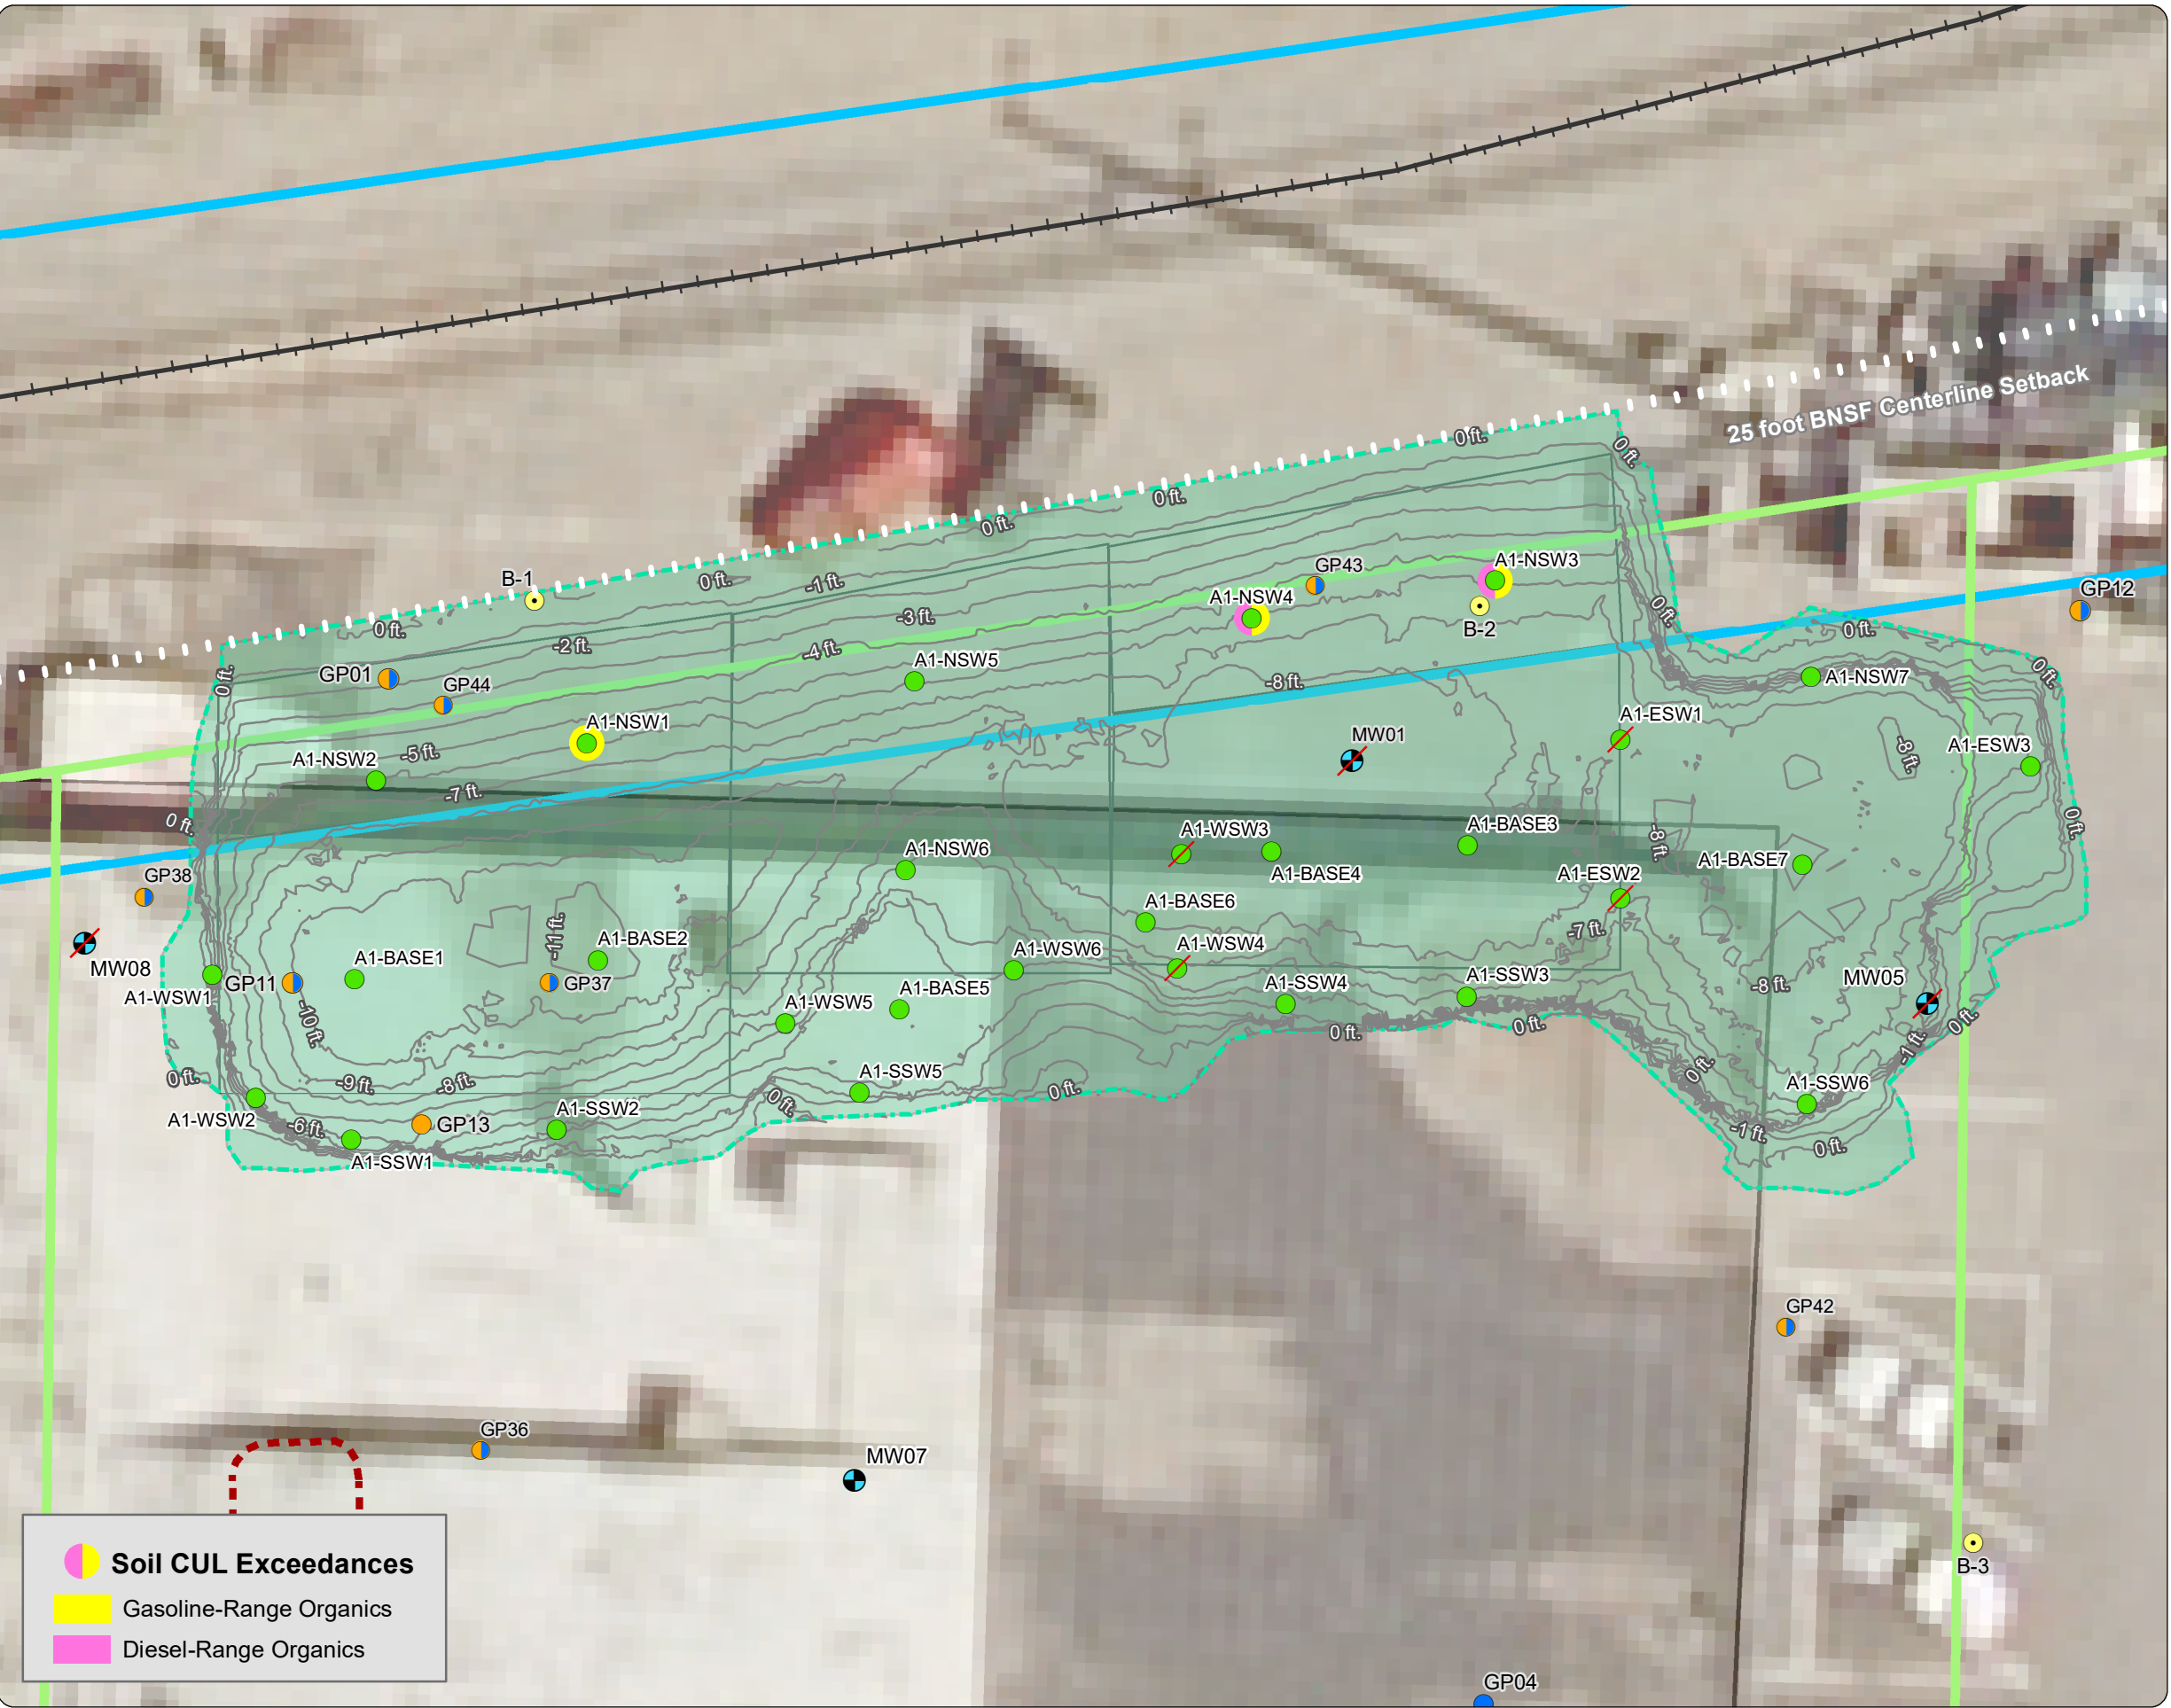 25 foot BNSF Centerline Setback
0 ft.
0 ft.
0 ft.
0 ft.
A1-NSW3
GP43
B-1
0 ft.
-1 ft.
GP12
A1-NSW4
-3 ft.
0 ft.
B-2
0 ft.
0 ft.
-2 ft.
-4 ft.
A1-NSW5
GP01
GP44
0 ft.
-8 ft.
A1-NSW7
0 ft.
A1-NSW1
A1-ESW1
MW01
-5 ft.
A1-NSW2
-8 ft.
A1-ESW3
-7 ft.
0 ft.
A1-WSW3
A1-BASE3
0 ft.
A1-NSW6
-8 ft.
A1-BASE7
GP38
A1-BASE4
A1-ESW2
A1-BASE6
-11 ft.
A1-BASE2
A1-WSW6
A1-WSW4
-7 ft.
MW08
A1-BASE1
GP11
GP37
A1-WSW1
A1-BASE5
A1-SSW4
A1-SSW3
-8 ft.
MW05
A1-WSW5
-10 ft.
0 ft.
0 ft.
0 ft.
-1 ft.
0 ft.
-9 ft.
-8 ft.
A1-SSW5
0 ft.
0 ft.
0 ft.
A1-SSW6
A1-WSW2
-6 ft.
GP13
A1-SSW2
-1 ft.
0 ft.
A1-SSW1
GP42
GP36
MW07
B-3
GP04
Soil CUL Exceedances
Gasoline-Range Organics
Diesel-Range Organics